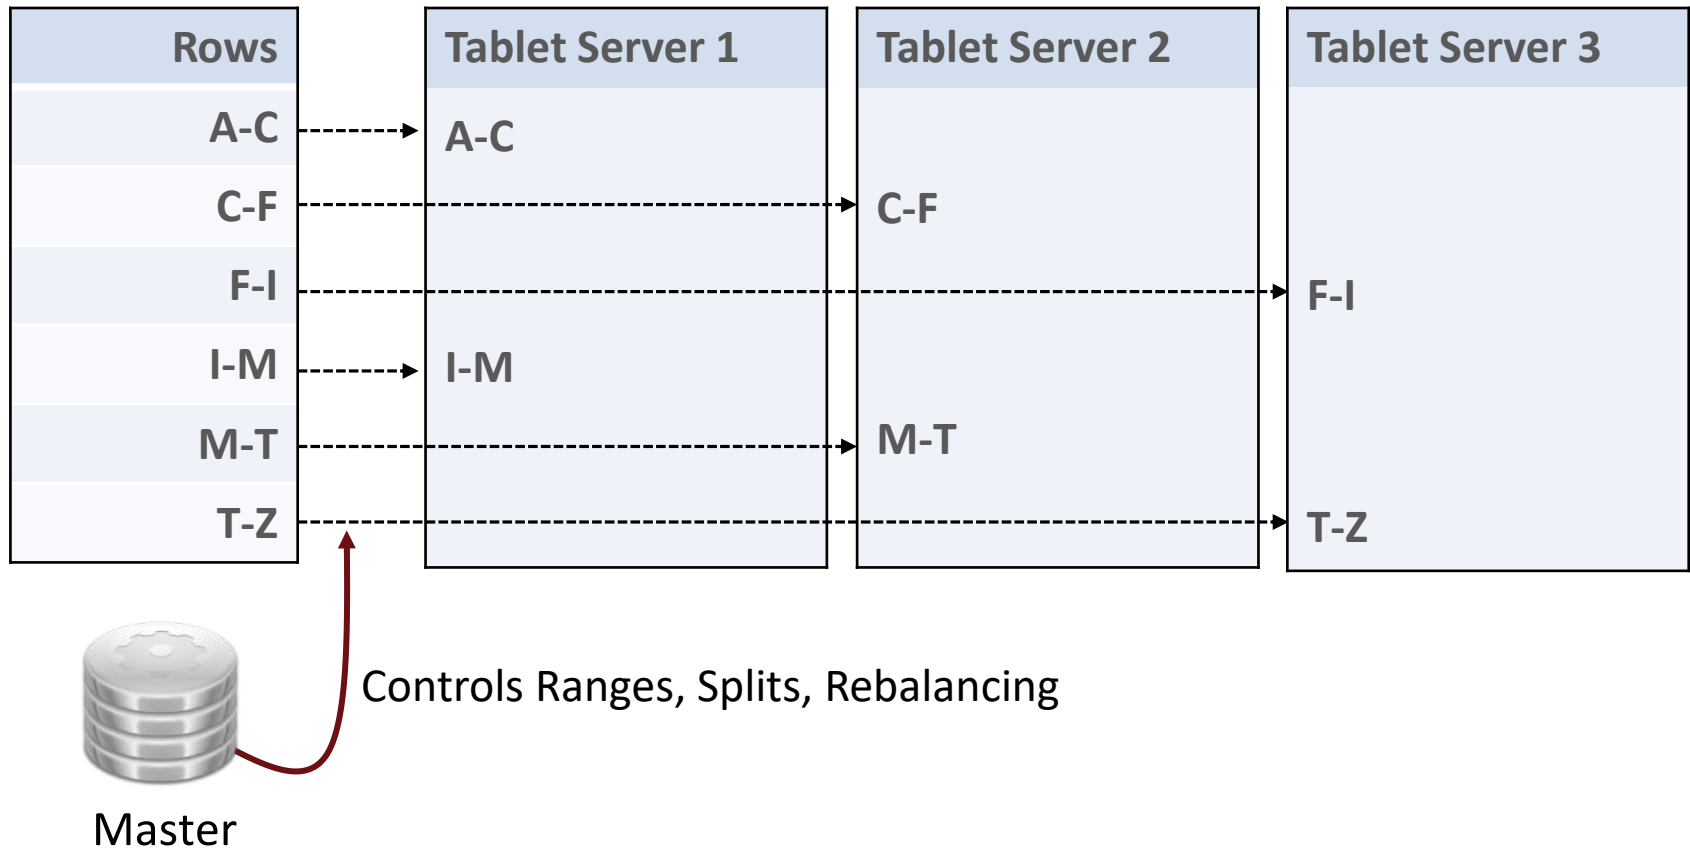 Rows Tablet Server 1 Tablet Server 2 Tablet Server 3
A-C A-C
C-F C-F
F-I F-I
I-M I-M
M-T M-T
T-Z T-Z
Controls Ranges, Splits, Rebalancing
Master